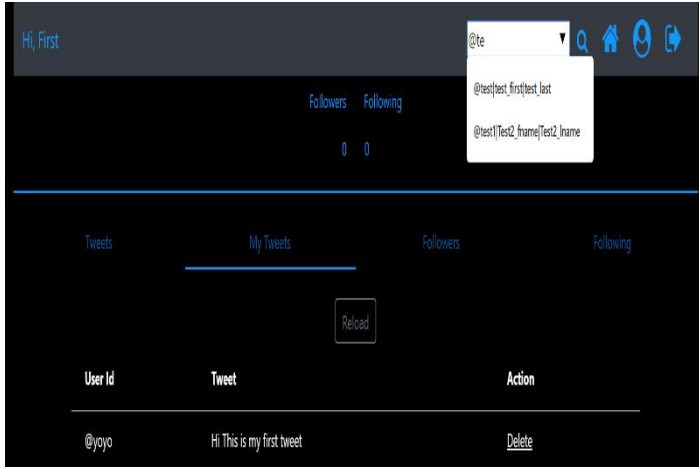 Hi, First
@te
@test|test_first|test_last
@test1|Test2_fname|Test2_lname
Followers Following
0 0
Tweets My Tweets Followers Following
Reload
User Id Tweet Action
@yoyo Hi This is my first tweet Delete